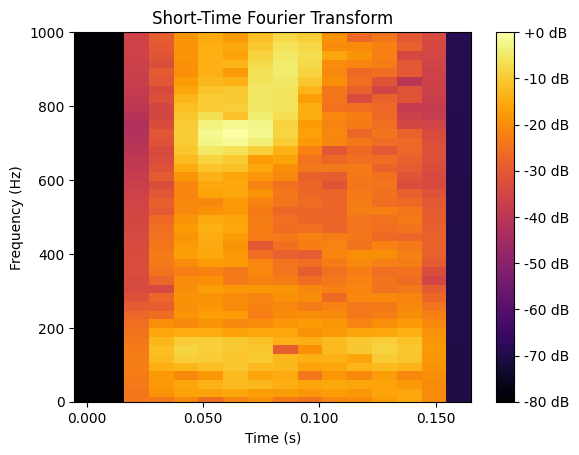 Short-Time Fourier Transform
1000
800
600
400
200
0
Frequency (Hz)
0.000
0.050
0.100
0.150
Time (s)
+0 dB
-10 dB
-20 dB
-30 dB
-40 dB
-50 dB
-60 dB
-70 dB
-80 dB